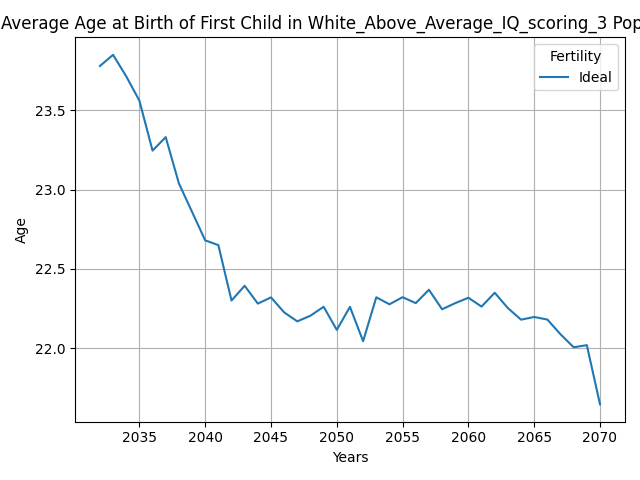 Average Age at Birth of First Child in White_Above_Average_IQ_scoring_3 Pop
Fertility
Ideal
23.5
23.0
22.5
22.0
Age
2035 2040 2045 2050 2055 2060 2065 2070
Years